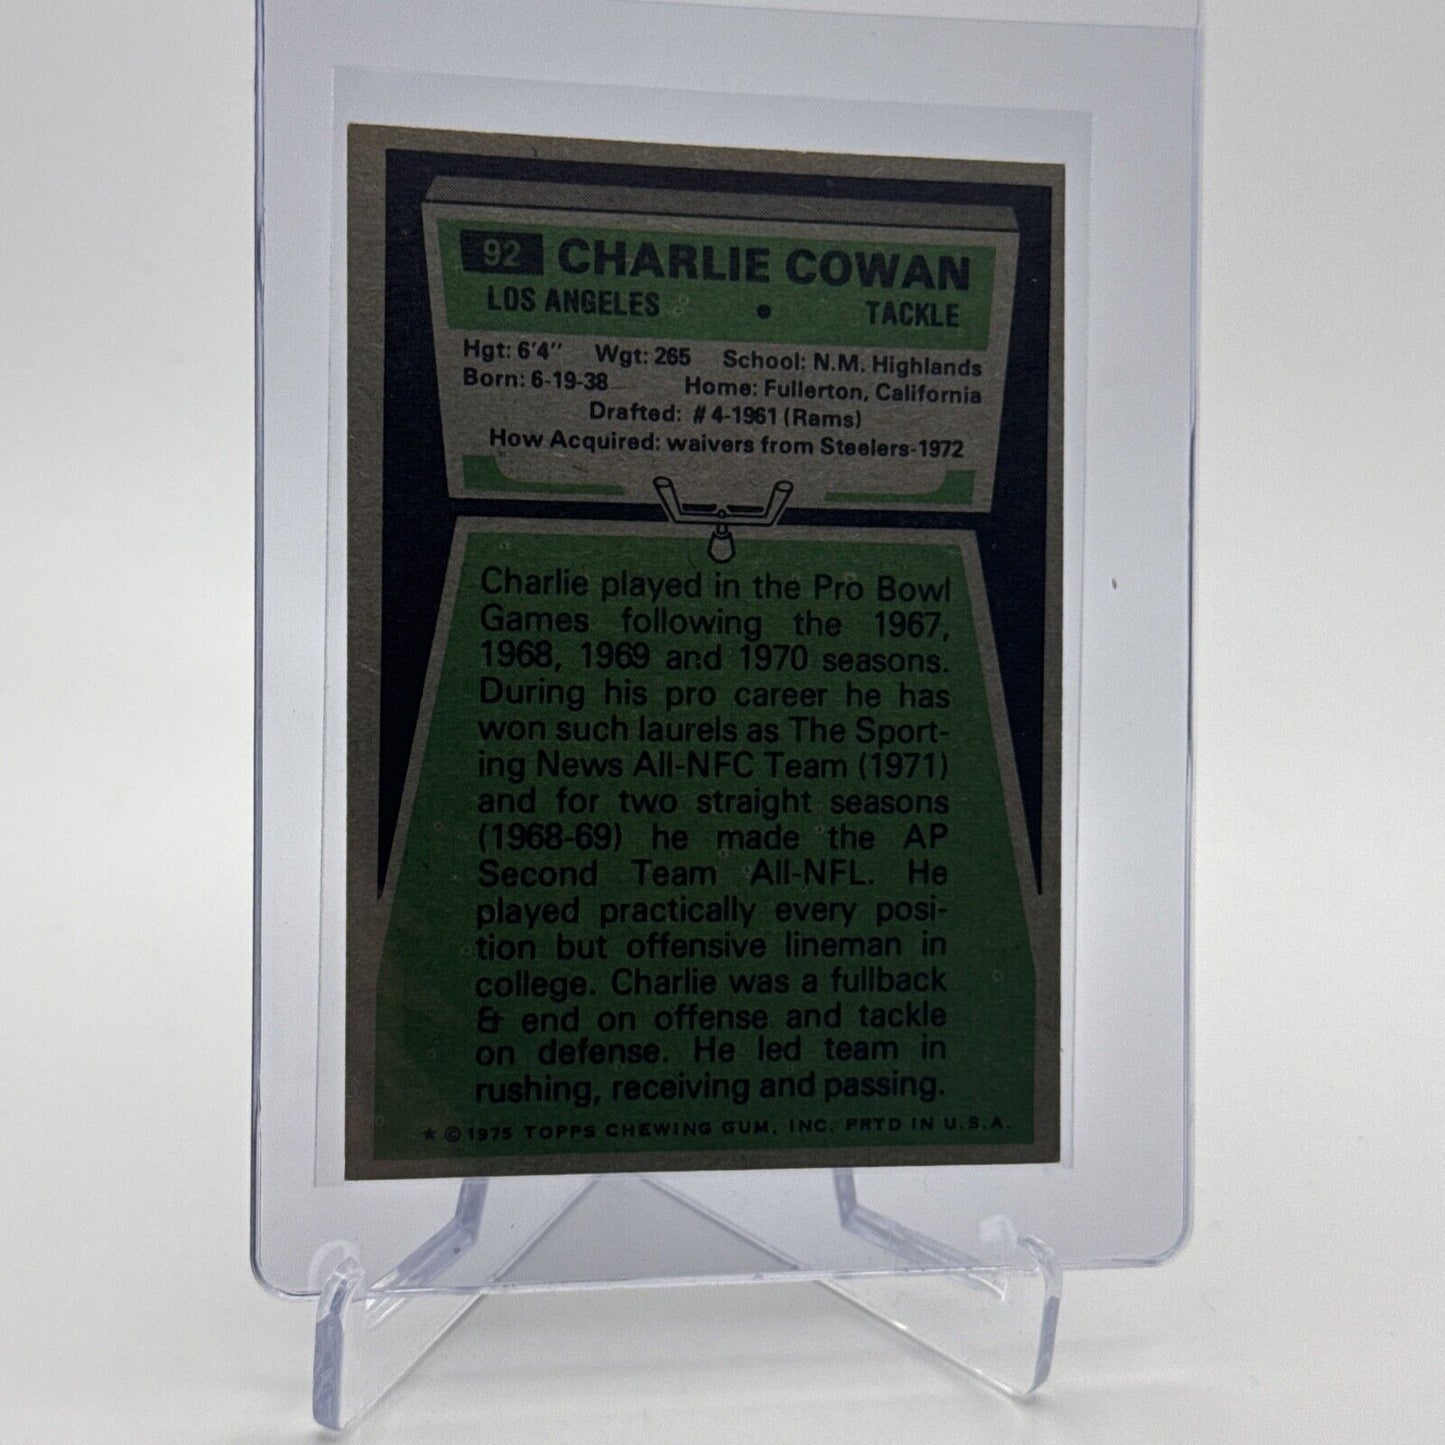 92 CHARLIE COWAN
LOS ANGELES • TACKLE
Hgt: 6'4" Wgt: 265 School: N.M. Highlands
Born: 6-19-38 Home: Fullerton, California
Drafted: #4-1961 (Rams)
How Acquired: waivers from Steelers-1972
Charlie played in the Pro Bowl
Games following the 1967,
1968, 1969 and 1970 seasons.
During his pro career he has
won such laurels as The Sport-
ing News All-NFC Team (1971)
and for two straight seasons
(1968-69) he made the AP
Second Team All-NFL. He
played practically every posi-
tion but offensive lineman in
college. Charlie was a fullback
& end on offense and tackle
on defense. He led team in
rushing, receiving and passing.
★ © 1975 TOPPS CHEWING GUM, INC. PRTD IN U.S.A.